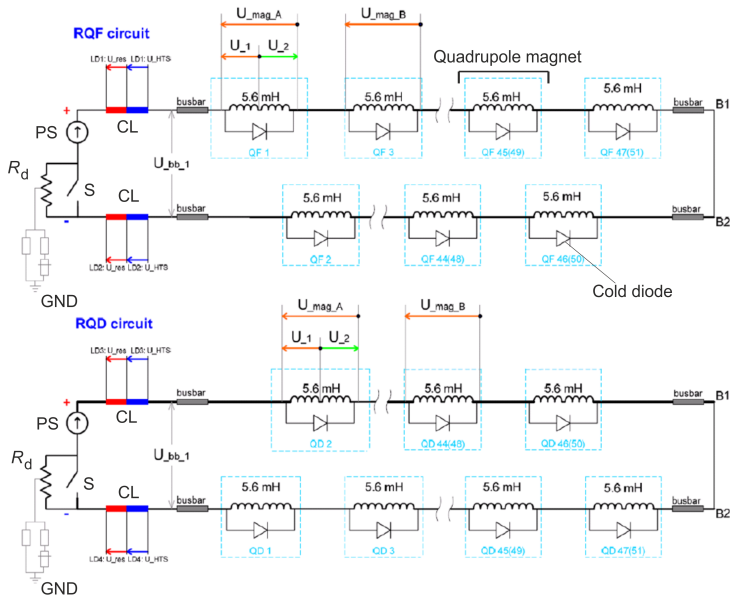 U_mag_A
U_mag_B
RQF circuit
LD1: U_res LD1: U_HTS
U_1 U_2
Quadrupole magnet
+
busbar
5.6 mH
5.6 mH
5.6 mH
5.6 mH
busbar
B1
PS
CL
QF 1
QF 3
QF 45(49)
QF 47(51)
U_bb_1
Rd
S
CL
5.6 mH
5.6 mH
5.6 mH
-
busbar
busbar
B2
LD2: U_res LD2: U_HTS
QF 2
QF 44(48)
QF 46(50)
Cold diode
GND
U_mag_A
U_mag_B
RQD circuit
LD3: U_res LD3: U_HTS
U_1 U_2
+
busbar
5.6 mH
5.6 mH
5.6 mH
busbar
B1
PS
CL
QD 2
QD 44(48)
QD 46(50)
U_bb_1
Rd
S
CL
5.6 mH
5.6 mH
5.6 mH
5.6 mH
-
busbar
busbar
B2
LD4: U_res LD4: U_HTS
QD 1
QD 3
QD 45(49)
QD 47(51)
GND